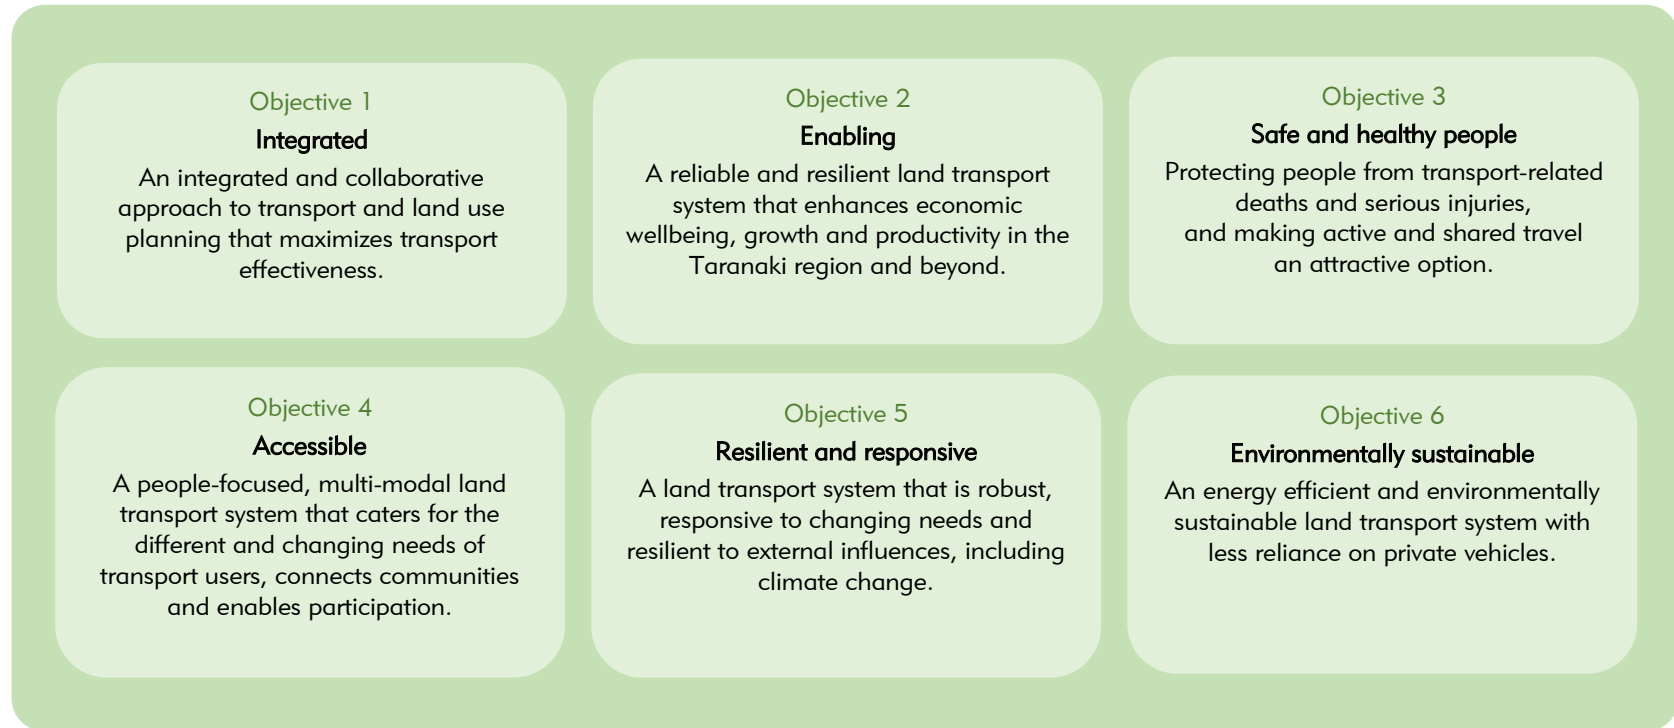 Objective 1
Integrated
An integrated and collaborative
approach to transport and land use
planning that maximizes transport
effectiveness.
Objective 2
Enabling
A reliable and resilient land transport
system that enhances economic
wellbeing, growth and productivity in the
Taranaki region and beyond.
Objective 3
Safe and healthy people
Protecting people from transport-related
deaths and serious injuries,
and making active and shared travel
an attractive option.
Objective 4
Accessible
A people-focused, multi-modal land
transport system that caters for the
different and changing needs of
transport users, connects communities
and enables participation.
Objective 5
Resilient and responsive
A land transport system that is robust,
responsive to changing needs and
resilient to external influences, including
climate change.
Objective 6
Environmentally sustainable
An energy efficient and environmentally
sustainable land transport system with
less reliance on private vehicles.